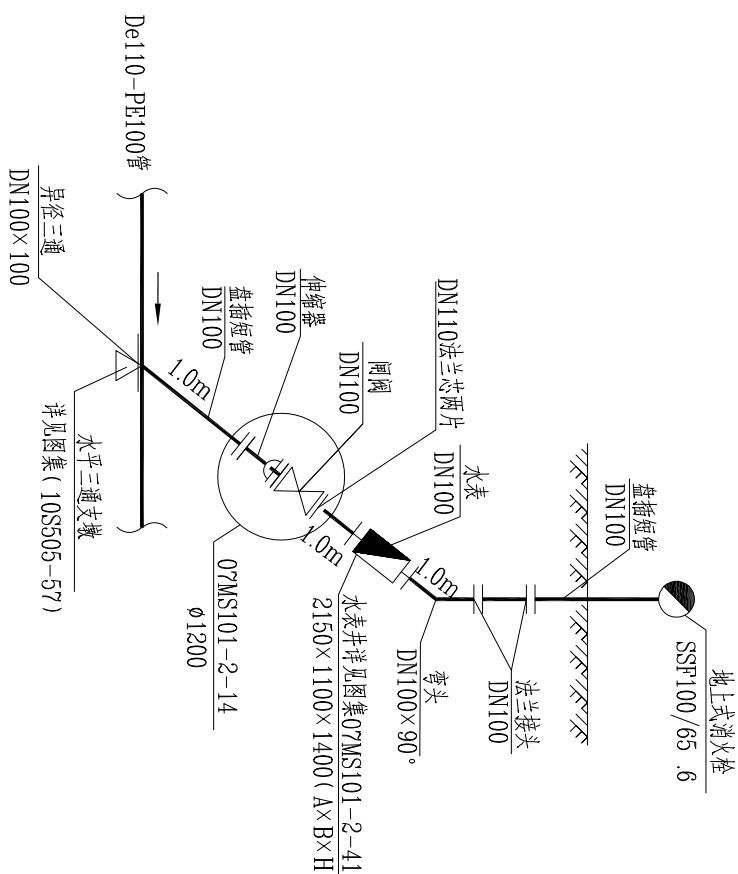 地上式消火栓
SSF100/65 .6
盘插短管
DN100
法兰接头
DN100
弯头
DN100×90°
水表
DN100
水表井详见图集07MS101-2-41
2150×1100×1400(A×B×H
DN110法兰芯两片
闸阀
DN100
伸缩器
DN100
盘插短管
DN100
1.0m
1.0m
1.0m
07MS101-2-14
ø1200
De110-PE100管
异径三通
DN100×100
水平三通支墩
详见图集(10S505-57)